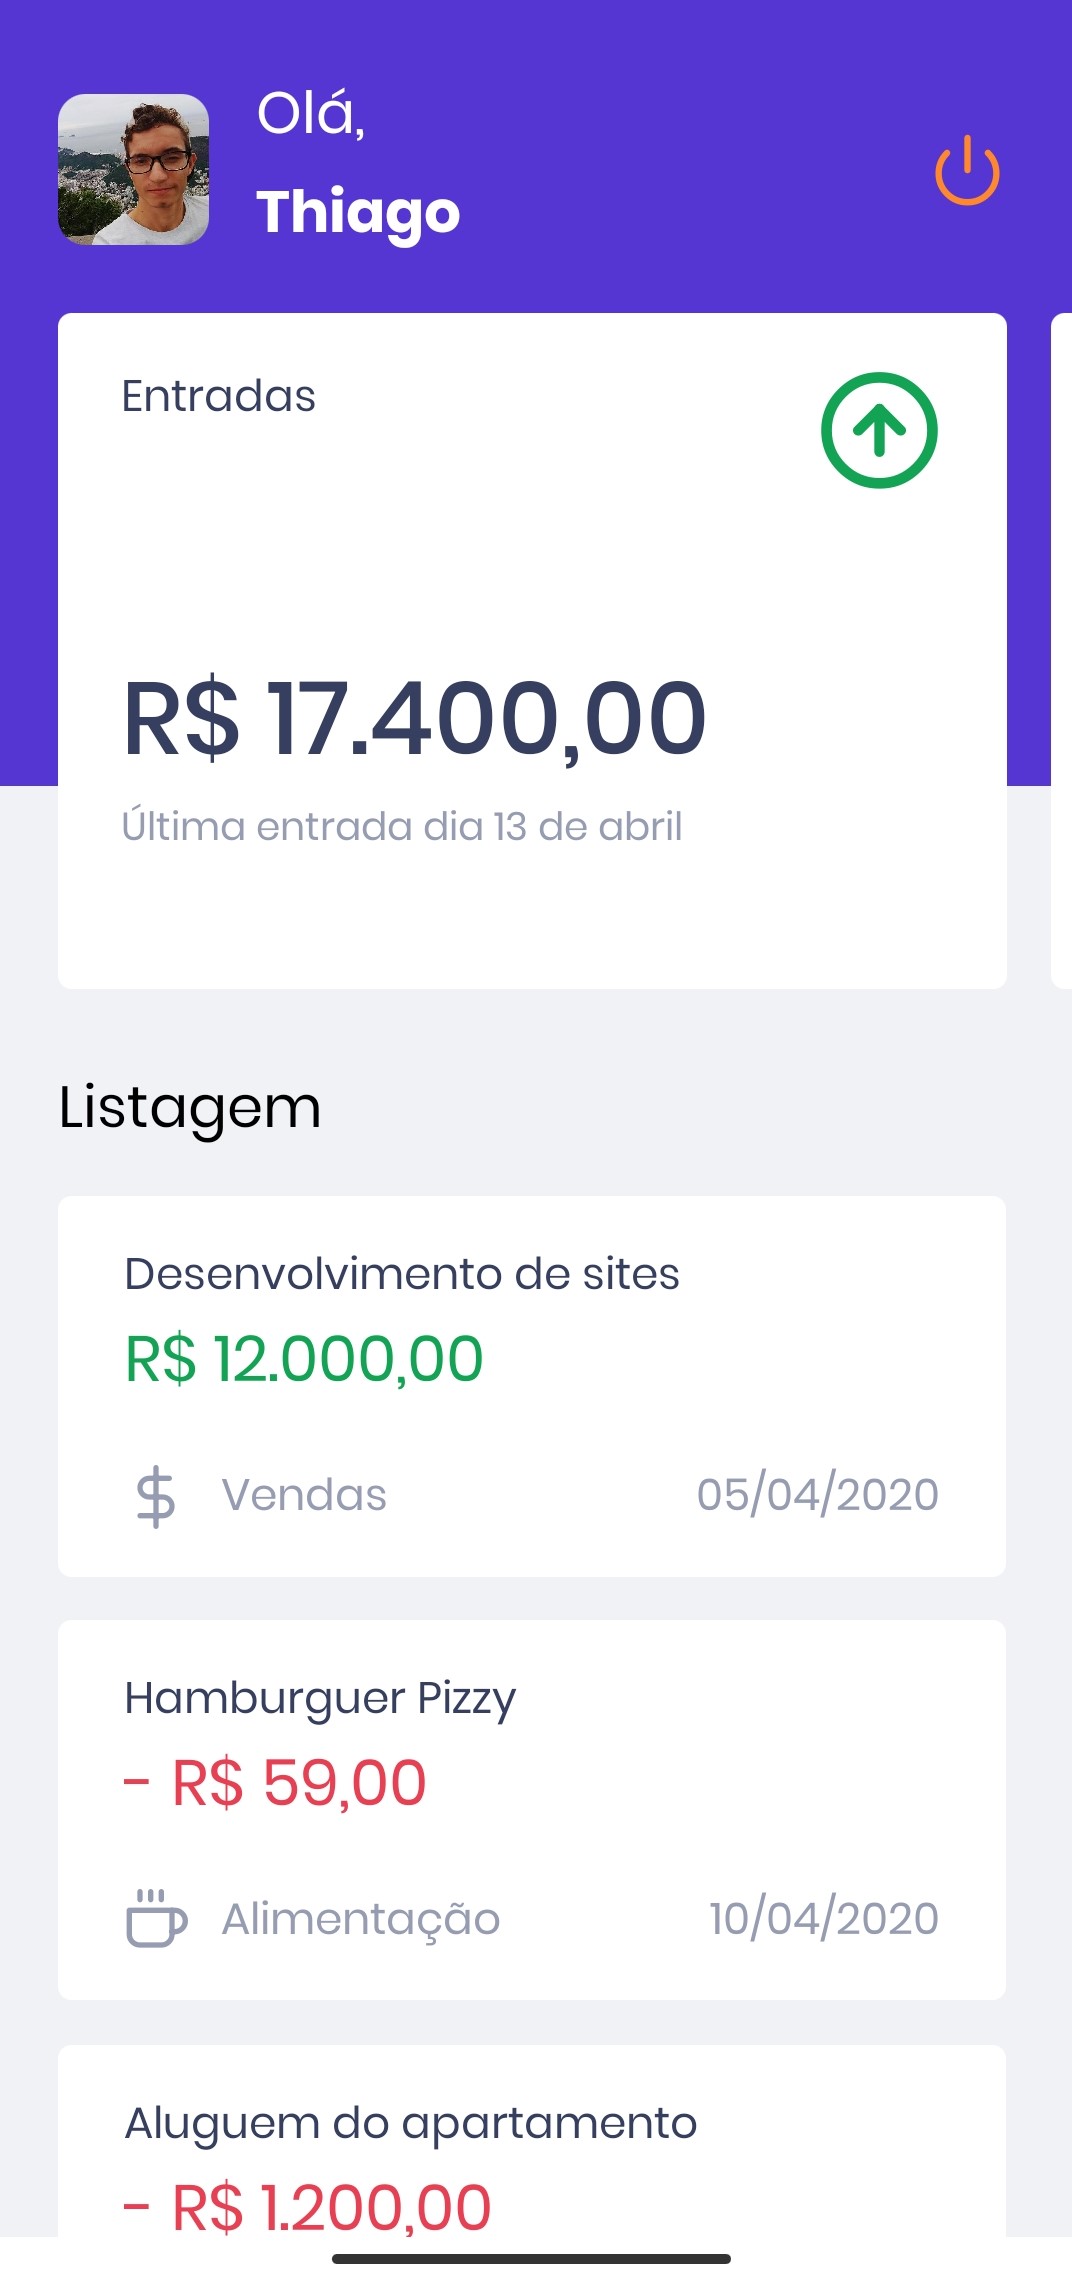 Olá,
Thiago
Entradas
R$ 17.400,00
Última entrada dia 13 de abril
Listagem
Desenvolvimento de sites
R$ 12.000,00
Vendas 05/04/2020
Hamburguer Pizzy
- R$ 59,00
Alimentação 10/04/2020
Aluguem do apartamento
- R$ 1.200,00